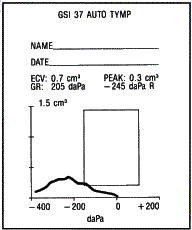 GSI 37 AUTO TYMP
NAME
DATE
ECV: 0.7 cm³ PEAK: 0.3 cm³
GR: 205 daPa −245 daPa R
1.5 cm³
−400 −200 0 +200
daPa